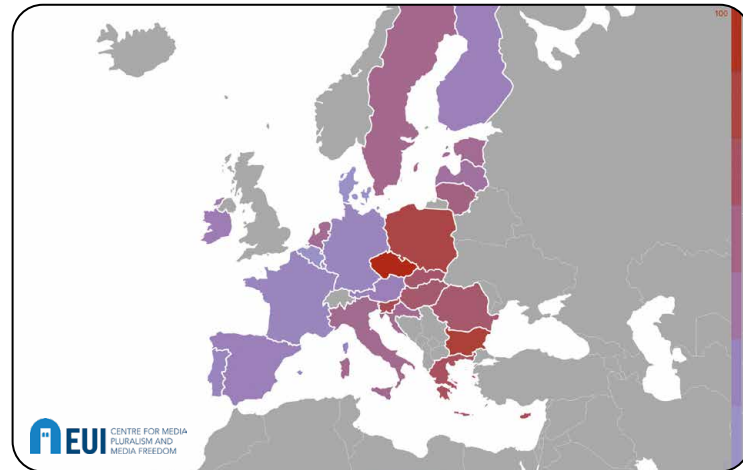 100
EUI
CENTRE FOR MEDIA
PLURALISM AND
MEDIA FREEDOM